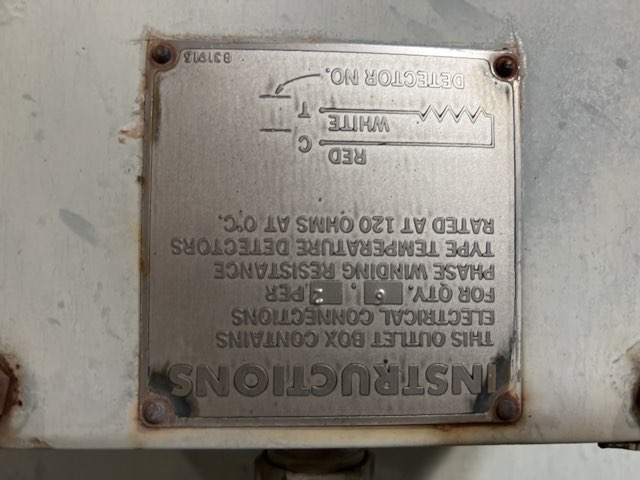 INSTRUCTIONS
THIS OUTLET BOX CONTAINS
ELECTRICAL CONNECTIONS
FOR QTY. 6 , 2 PER
PHASE WINDING RESISTANCE
TYPE TEMPERATURE DETECTORS
RATED AT 120 OHMS AT 0°C.
RED
C
WHITE
T
DETECTOR NO.
831913